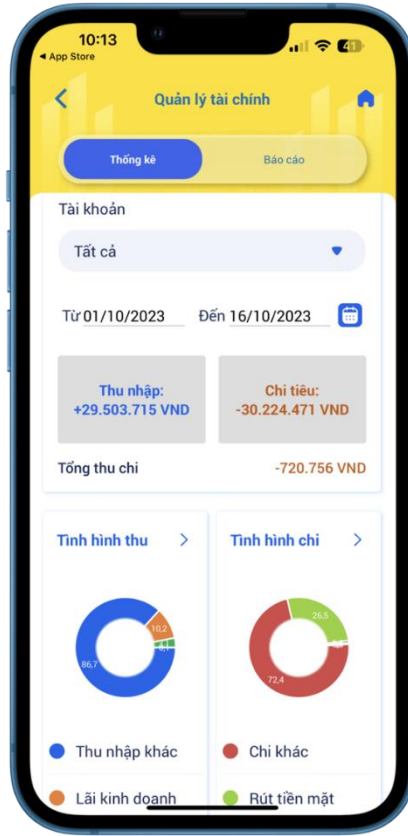 10:13
41
◀ App Store
Quản lý tài chính
Thống kê
Báo cáo
Tài khoản
Tất cả
Từ 01/10/2023 Đến 16/10/2023
Thu nhập:
+29.503.715 VND
Chi tiêu:
-30.224.471 VND
Tổng thu chi -720.756 VND
Tình hình thu >
Tình hình chi >
10,2
86,7
26,5
72,4
Thu nhập khác
Chi khác
Lãi kinh doanh
Rút tiền mặt